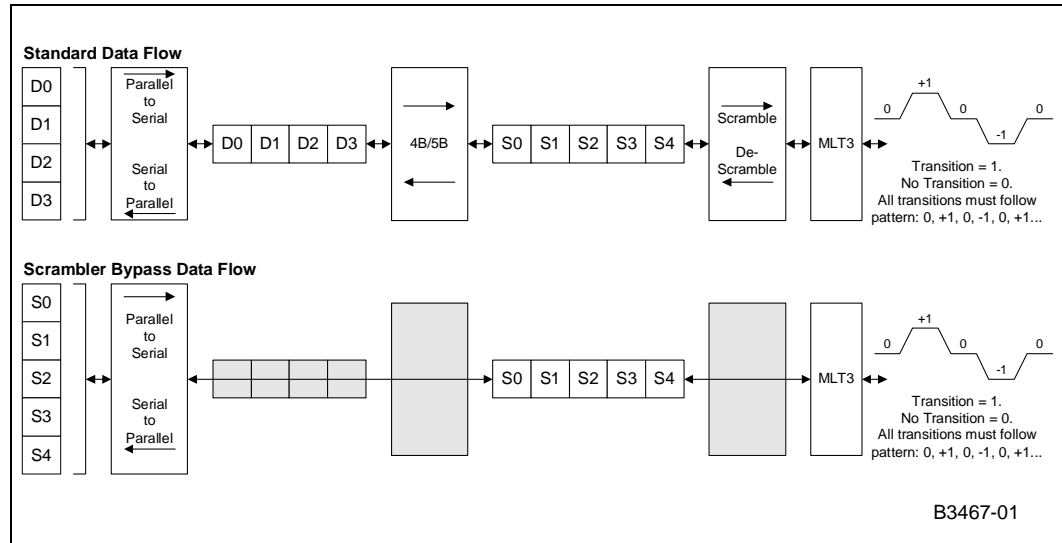 Standard Data Flow
D0
D1
D2
D3
Parallel
to
Serial
Serial
to
Parallel
D0 D1 D2 D3
4B/5B
S0 S1 S2 S3 S4
Scramble
De-
Scramble
MLT3
0 +1 0 -1 0
Transition = 1.
No Transition = 0.
All transitions must follow
pattern: 0, +1, 0, -1, 0, +1...
Scrambler Bypass Data Flow
S0
S1
S2
S3
S4
Parallel
to
Serial
Serial
to
Parallel
S0 S1 S2 S3 S4
MLT3
0 +1 0 -1 0
Transition = 1.
No Transition = 0.
All transitions must follow
pattern: 0, +1, 0, -1, 0, +1...
B3467-01